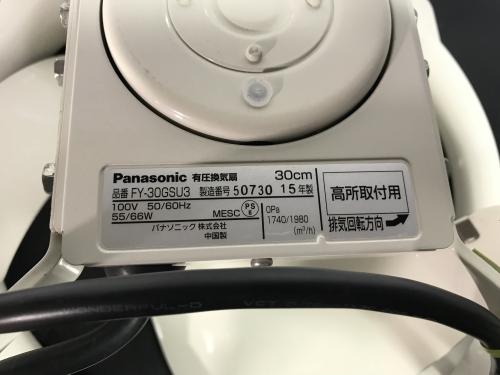 Panasonic 有圧換気扇 30cm
品番 FY-30GSU3 製造番号 50730 15年製
100V 50/60Hz
55/66W
MESC PS E
0Pa
1740/1980
(m³/h)
パナソニック 株式会社
中国製
高所取付用
排気回転方向
WONDERFUL-D VCT